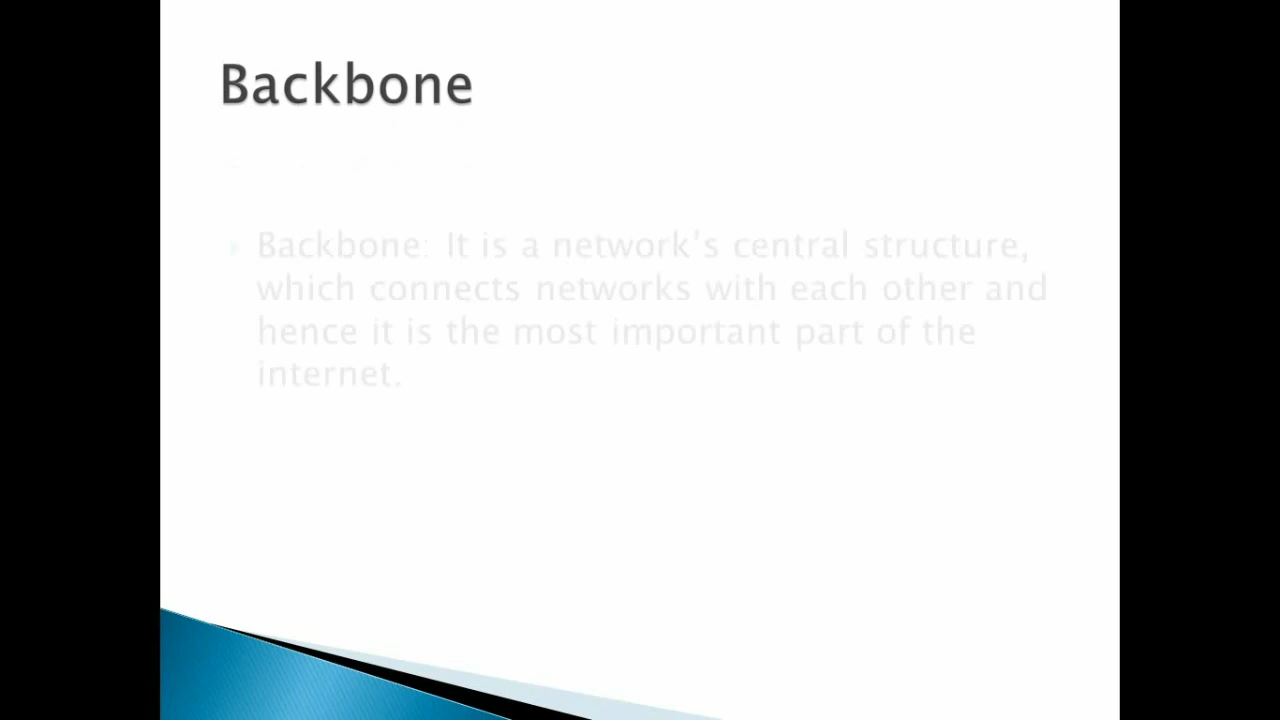 Backbone
Backbone: It is a network's central structure,
which connects networks with each other and
hence it is the most important part of the
internet.